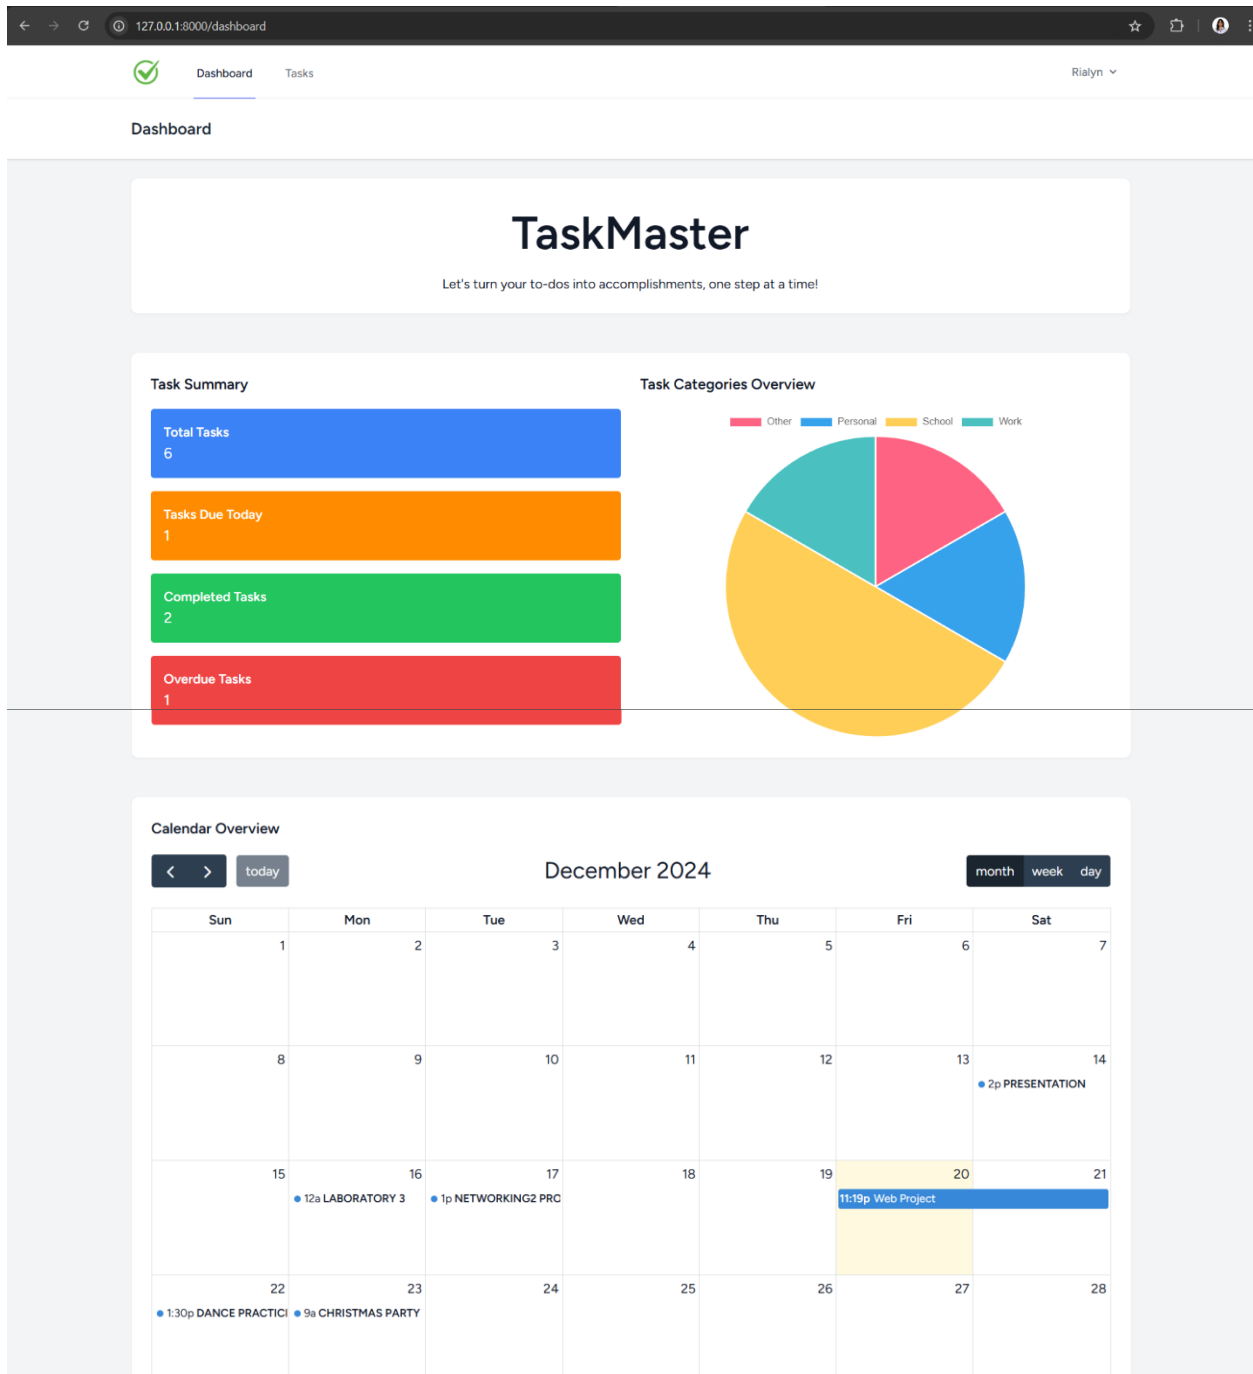 127.0.0.1:8000/dashboard
Dashboard Tasks Rialyn
Dashboard
TaskMaster
Let's turn your to-dos into accomplishments, one step at a time!
Task Summary
Total Tasks
6
Tasks Due Today
1
Completed Tasks
2
Overdue Tasks
1
Task Categories Overview
Other Personal School Work
Calendar Overview
today December 2024 month week day
Sun Mon Tue Wed Thu Fri Sat
1 2 3 4 5 6 7
8 9 10 11 12 13 14
2p PRESENTATION
15 16 17 18 19 20 21
12a LABORATORY 3 1p NETWORKING2 PRO 11:19p Web Project
22 23 24 25 26 27 28
1:30p DANCE PRACTICI 9a CHRISTMAS PARTY